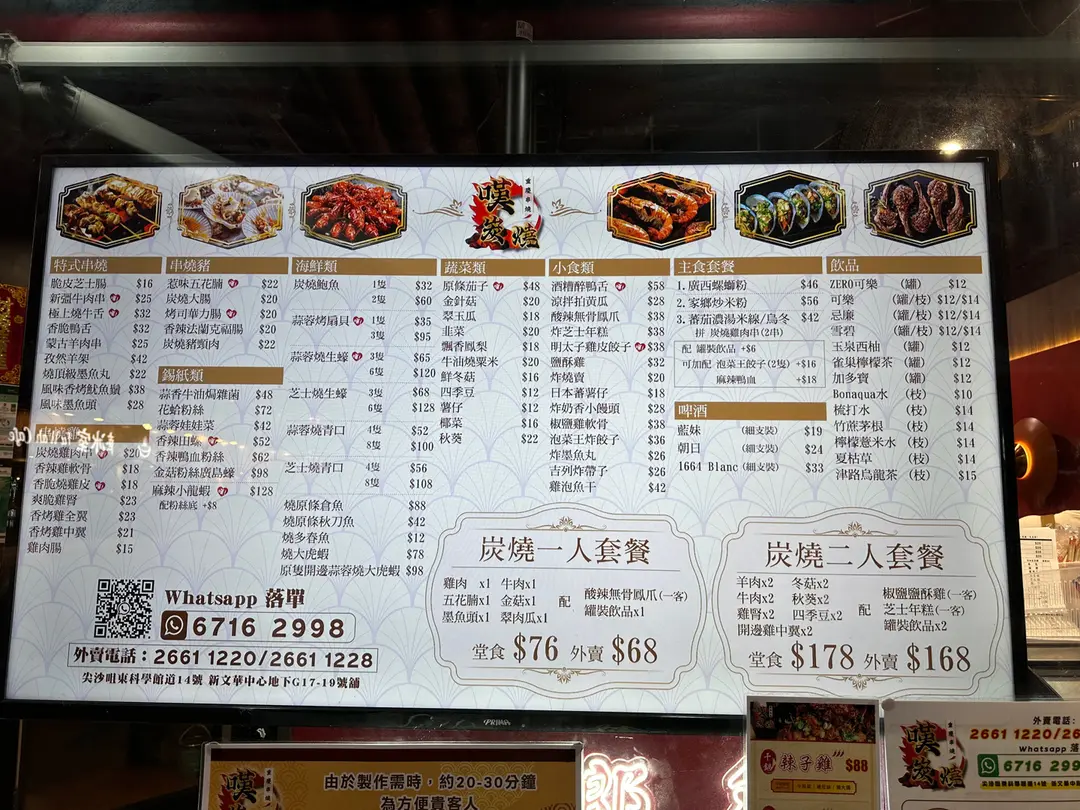 重慶串燒
嘆炭燒
特式串燒
脆皮芝士腸 $16
新疆牛肉串 $25
極上燒牛舌 $32
香脆鴨舌 $32
蒙古羊肉串 $25
孜然羊架 $42
燒頂級墨魚丸 $22
風味香烤魷魚鬚 $38
風味墨魚頭 $28
炭燒雞肉串 $20
香辣雞軟骨 $18
香脆燒雞皮 $18
爽脆雞腎 $23
香烤雞全翼 $23
香烤雞中翼 $21
雞肉腸 $15
串燒豬
惹味五花腩 $22
炭燒大腸 $20
烤司華力腸 $20
香辣法蘭克福腸 $20
炭燒豬頸肉 $22
錫紙類
蒜香牛油焗雜菌 $48
花蛤粉絲 $72
蒜蓉娃娃菜 $42
香辣田螺 $52
香辣鴨血粉絲 $62
金菇粉絲廣島蠔 $98
麻辣小龍蝦 $128
配粉絲底 +$8
海鮮類
炭燒鮑魚 1隻 $32
2隻 $60
蒜蓉烤扇貝 1隻 $35
3隻 $95
蒜蓉燒生蠔 3隻 $65
6隻 $120
芝士燒生蠔 3隻 $68
6隻 $128
蒜蓉燒青口 4隻 $52
8隻 $100
芝士燒青口 4隻 $56
8隻 $108
燒原條倉魚 $88
燒原條秋刀魚 $42
燒多春魚 $12
燒大虎蝦 $78
原隻開邊蒜蓉燒大虎蝦 $98
蔬菜類
原條茄子 $48
金針菇 $20
翠玉瓜 $18
韭菜 $20
飄香鳳梨 $18
牛油燒粟米 $20
鮮冬菇 $16
四季豆 $12
薯仔 $12
椰菜 $16
秋葵 $22
小食類
酒糟醉鴨舌 $58
涼拌拍黃瓜 $28
酸辣無骨鳳爪 $38
炸芝士年糕 $38
明太子雞皮餃子 $38
鹽酥雞 $32
炸燒賣 $20
日本蕃薯仔 $18
炸奶香小饅頭 $28
椒鹽雞軟骨 $38
泡菜王炸餃子 $36
炸墨魚丸 $26
吉列炸帶子 $26
雞泡魚干 $42
主食套餐
1.廣西螺螄粉 $46
2.家鄉炒米粉 $56
3.蕃茄濃湯米線/烏冬 $42
拼 炭燒雞肉串(2串)
配 罐裝飲品 +$6
可加配 泡菜王餃子(2隻) +$16
麻辣鴨血 +$18
啤酒
藍妹 (細支裝) $19
朝日 (細支裝) $24
1664 Blanc (細支裝) $33
飲品
ZERO可樂 (罐) $12
可樂 (罐/枝) $12/$14
忌廉 (罐/枝) $12/$14
雪碧 (罐/枝) $12/$14
玉泉西柚 (罐) $12
雀巢檸檬茶 (罐) $12
加多寶 (罐) $12
Bonaqua水 (枝) $10
梳打水 (枝) $14
竹蔗茅根 (枝) $14
檸檬薏米水 (枝) $14
夏枯草 (枝) $14
津路烏龍茶 (枝) $15
炭燒一人套餐
雞肉 x1 牛肉x1
五花腩x1 金菇x1 配 酸辣無骨鳳爪(一客)
墨魚頭x1 翠肉瓜x1 罐裝飲品x1
堂食 $76 外賣 $68
炭燒二人套餐
羊肉x2 冬菇x2
牛肉x2 秋葵x2 配 椒鹽鹽酥雞(一客)
雞腎x2 四季豆x2 芝士年糕(一客)
開邊雞中翼x2 罐裝飲品x2
堂食 $178 外賣 $168
Whatsapp 落單
6716 2998
外賣電話：2661 1220/2661 1228
尖沙咀東科學館道14號 新文華中心地下G17-19號舖
PRIMA
嘆炭燒
由於製作需時，約20-30分鐘
為方便貴客人
辣子雞 $88
嘆炭燒
外賣電話：
2661 1220/26
Whatsapp 落
6716 299